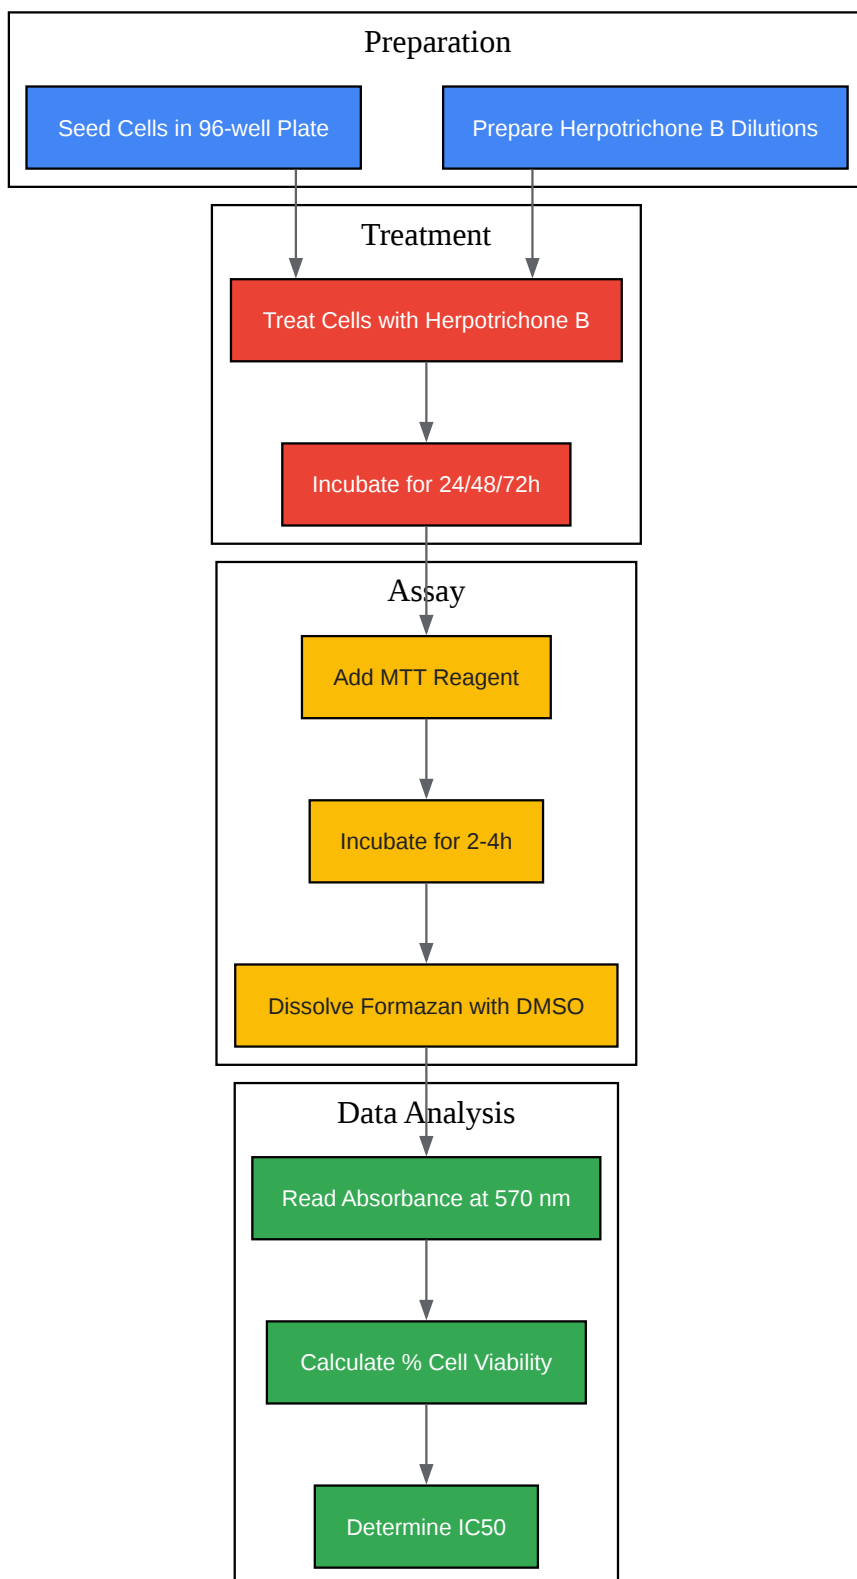 Preparation
Seed Cells in 96-well Plate
Prepare Herpotrichone B Dilutions
Treatment
Treat Cells with Herpotrichone B
Incubate for 24/48/72h
Assay
Add MTT Reagent
Incubate for 2-4h
Dissolve Formazan with DMSO
Data Analysis
Read Absorbance at 570 nm
Calculate % Cell Viability
Determine IC50